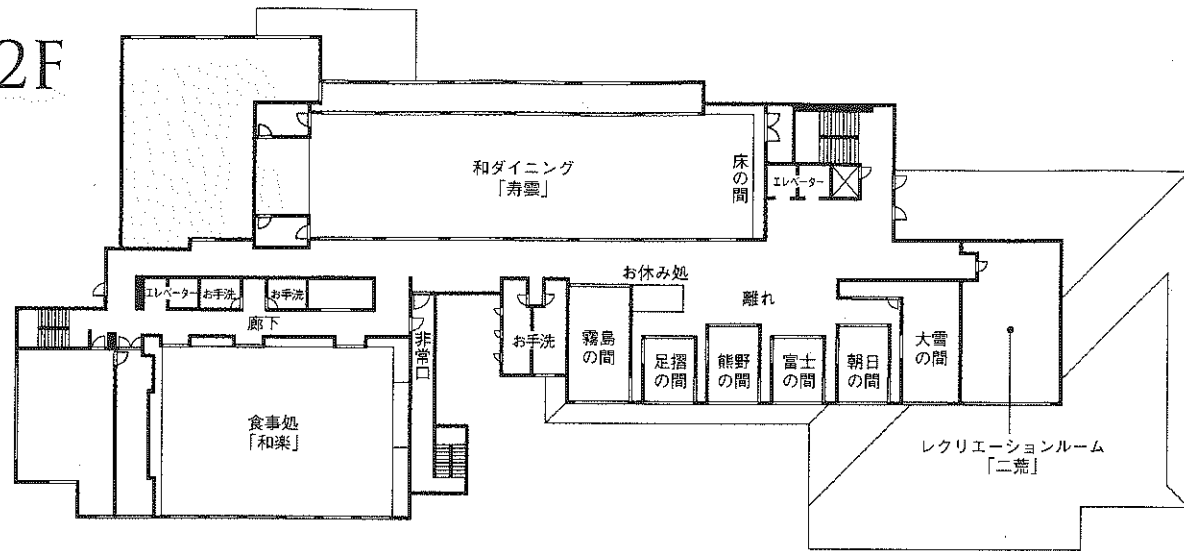 2F
和ダイニング
「寿雲」
床の間
エレベーター
お休み処
離れ
エレベーター
お手洗
お手洗
廊下
非常口
お手洗
霧島
の間
足摺
の間
熊野
の間
富士
の間
朝日
の間
大雪
の間
食事処
「和楽」
レクリエーションルーム
「二荒」